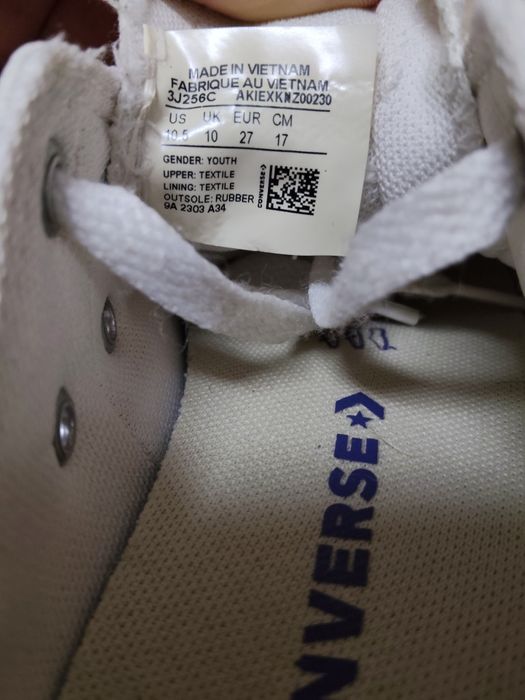 MADE IN VIETNAM
FABRIQUE AU VIETNAM
3J256C AKIEXKNZ00230
US UK EUR CM
10.5 10 27 17
GENDER: YOUTH
UPPER: TEXTILE
LINING: TEXTILE
OUTSOLE: RUBBER
9A 2303 A34
CONVERSE
NVERSE